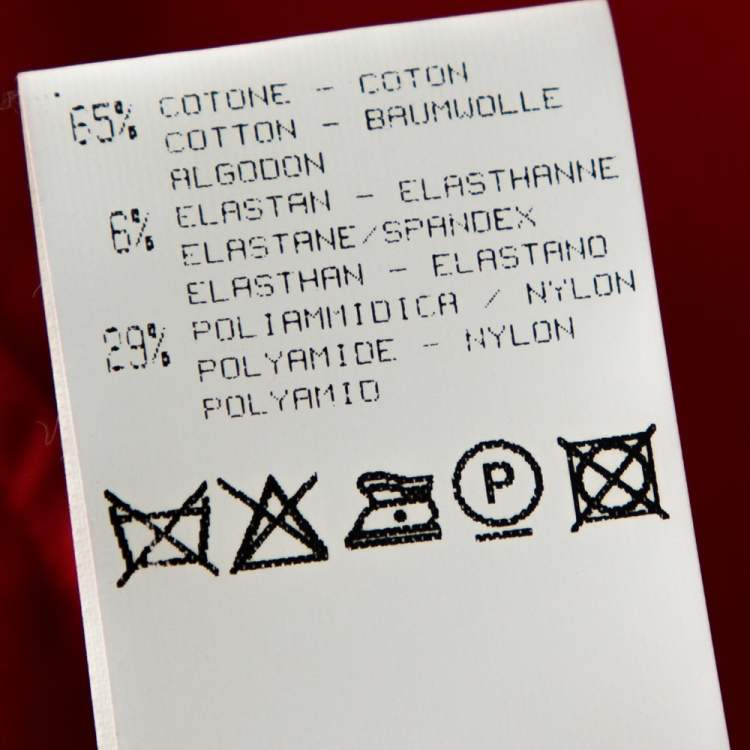 65% COTONE - COTON
COTTON - BAUMWOLLE
ALGODON
6% ELASTAN - ELASTHANNE
ELASTANE/SPANDEX
ELASTHAN - ELASTANO
29% POLIAMMIDICA / NYLON
POLYAMIDE - NYLON
POLYAMID
P